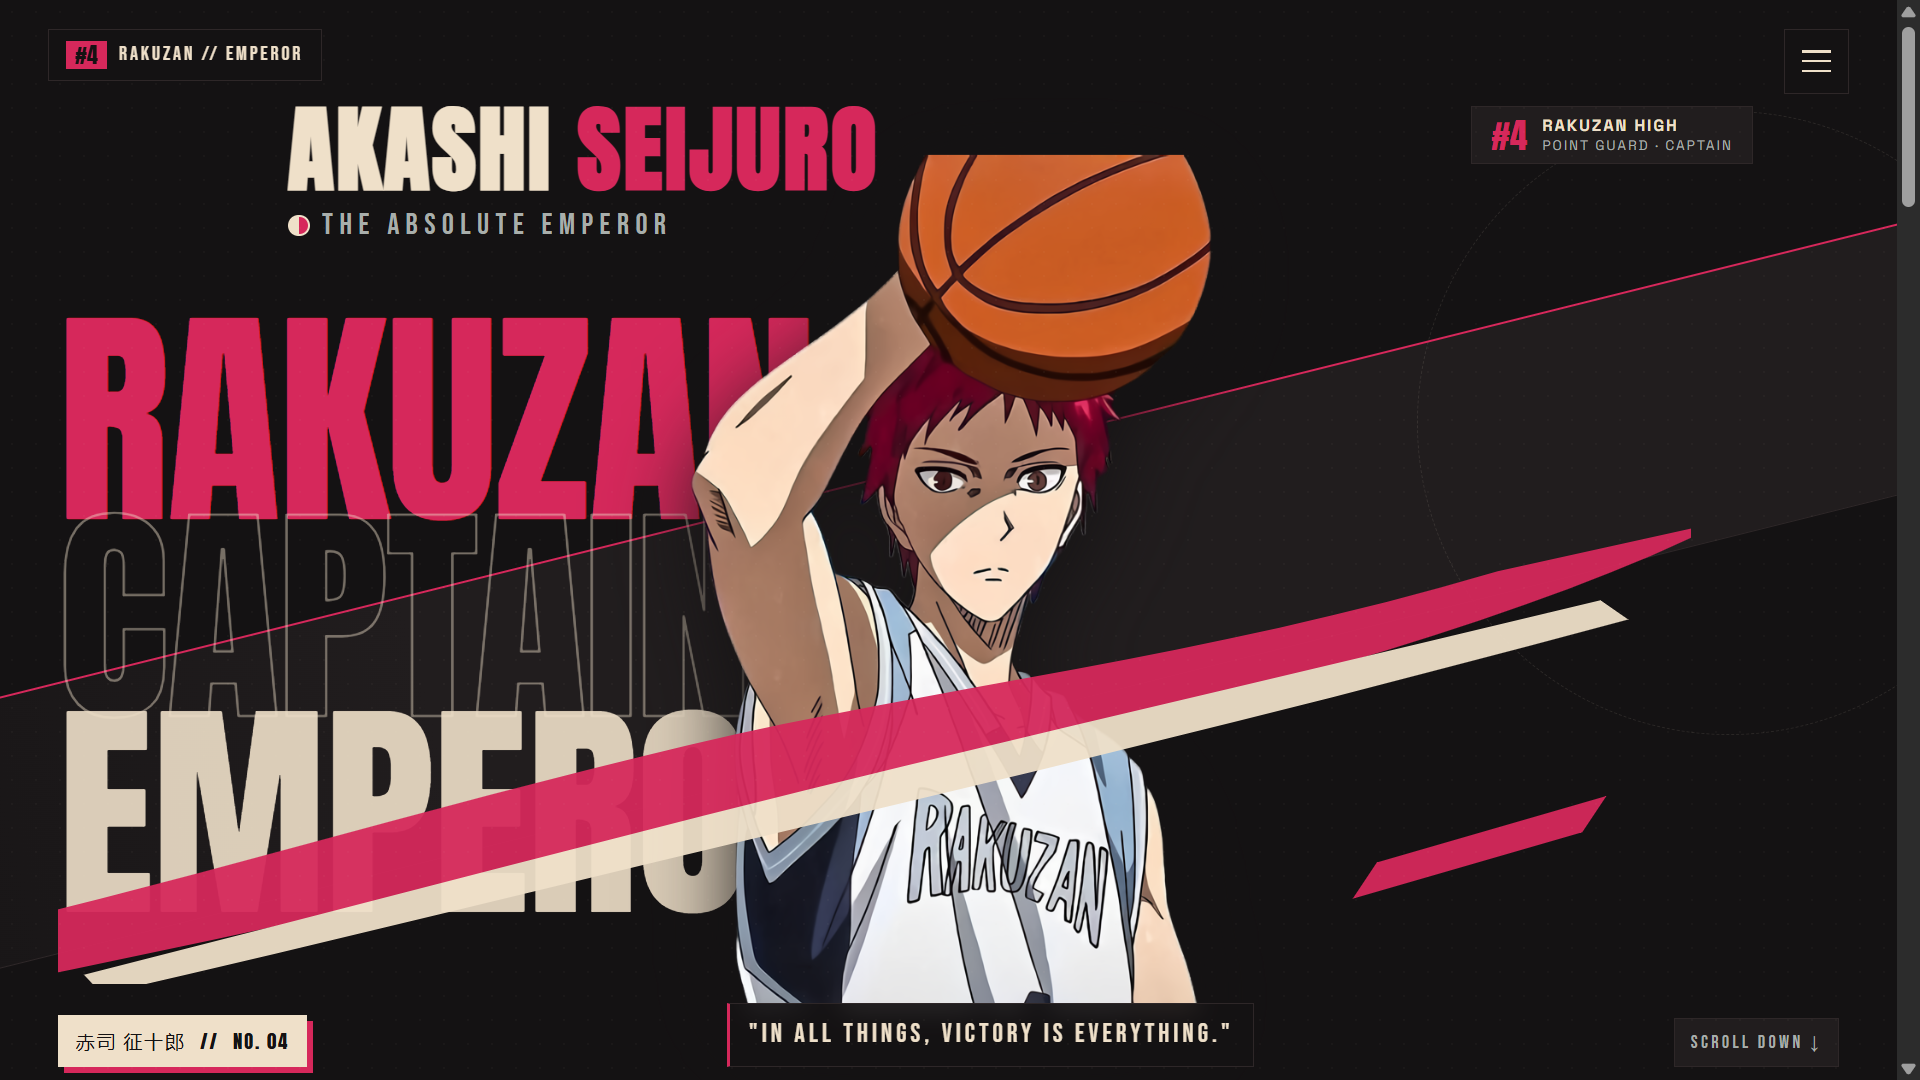 #4 RAKUZAN // EMPEROR
AKASHI SEIJURO
THE ABSOLUTE EMPEROR
#4 RAKUZAN HIGH
POINT GUARD · CAPTAIN
RAKUZAN
CAPTAIN
EMPERO
RAKUZAN
赤司 征十郎 // NO. 04
"IN ALL THINGS, VICTORY IS EVERYTHING."
SCROLL DOWN ↓